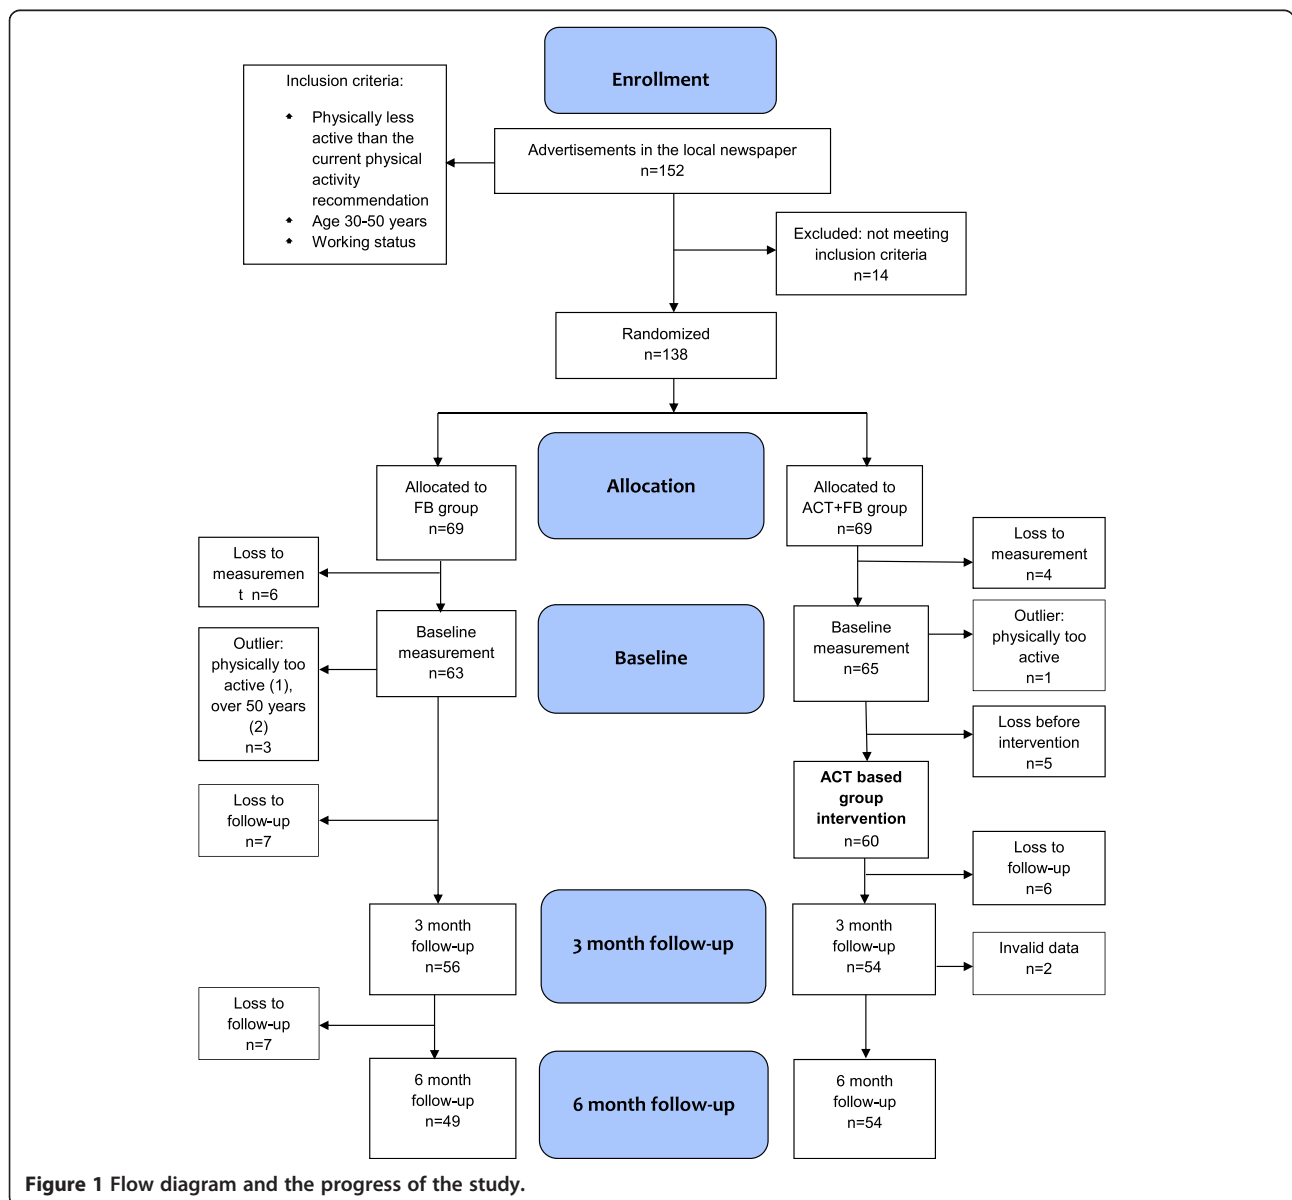 Enrollment
Inclusion criteria:
Physically less
active than the
current physical
activity
recommendation
Age 30-50 years
Working status
Advertisements in the local newspaper
n=152
Excluded: not meeting
inclusion criteria
n=14
Randomized
n=138
Allocation
Allocated to
FB group
n=69
Allocated to
ACT+FB group
n=69
Loss to
measuremen
t n=6
Loss to
measurement
n=4
Baseline
Baseline
measurement
n=63
Baseline
measurement
n=65
Outlier:
physically too
active (1),
over 50 years
(2)
n=3
Outlier:
physically too
active
n=1
Loss before
intervention
n=5
ACT based
group
intervention
n=60
Loss to
follow-up
n=7
Loss to
follow-up
n=6
3 month follow-up
3 month
follow-up
n=56
3 month
follow-up
n=54
Invalid data
n=2
Loss to
follow-up
n=7
6 month follow-up
6 month
follow-up
n=49
6 month
follow-up
n=54
Figure 1 Flow diagram and the progress of the study.